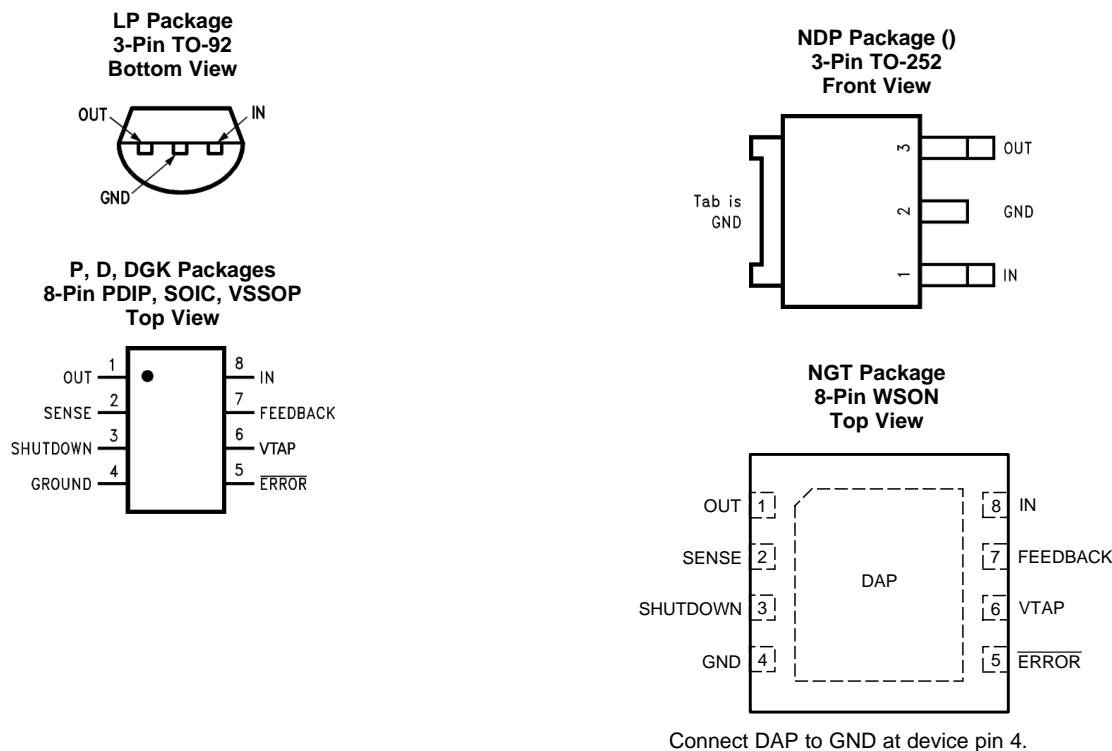 LP Package
3-Pin TO-92
Bottom View
OUT
IN
GND
P, D, DGK Packages
8-Pin PDIP, SOIC, VSSOP
Top View
OUT 1
8 IN
SENSE 2
7 FEEDBACK
SHUTDOWN 3
6 VTAP
GROUND 4
5 ERROR
NDP Package ()
3-Pin TO-252
Front View
3 OUT
Tab is
GND
2 GND
1 IN
NGT Package
8-Pin WSON
Top View
OUT 1
8 IN
SENSE 2
7 FEEDBACK
DAP
SHUTDOWN 3
6 VTAP
GND 4
5 ERROR
Connect DAP to GND at device pin 4.